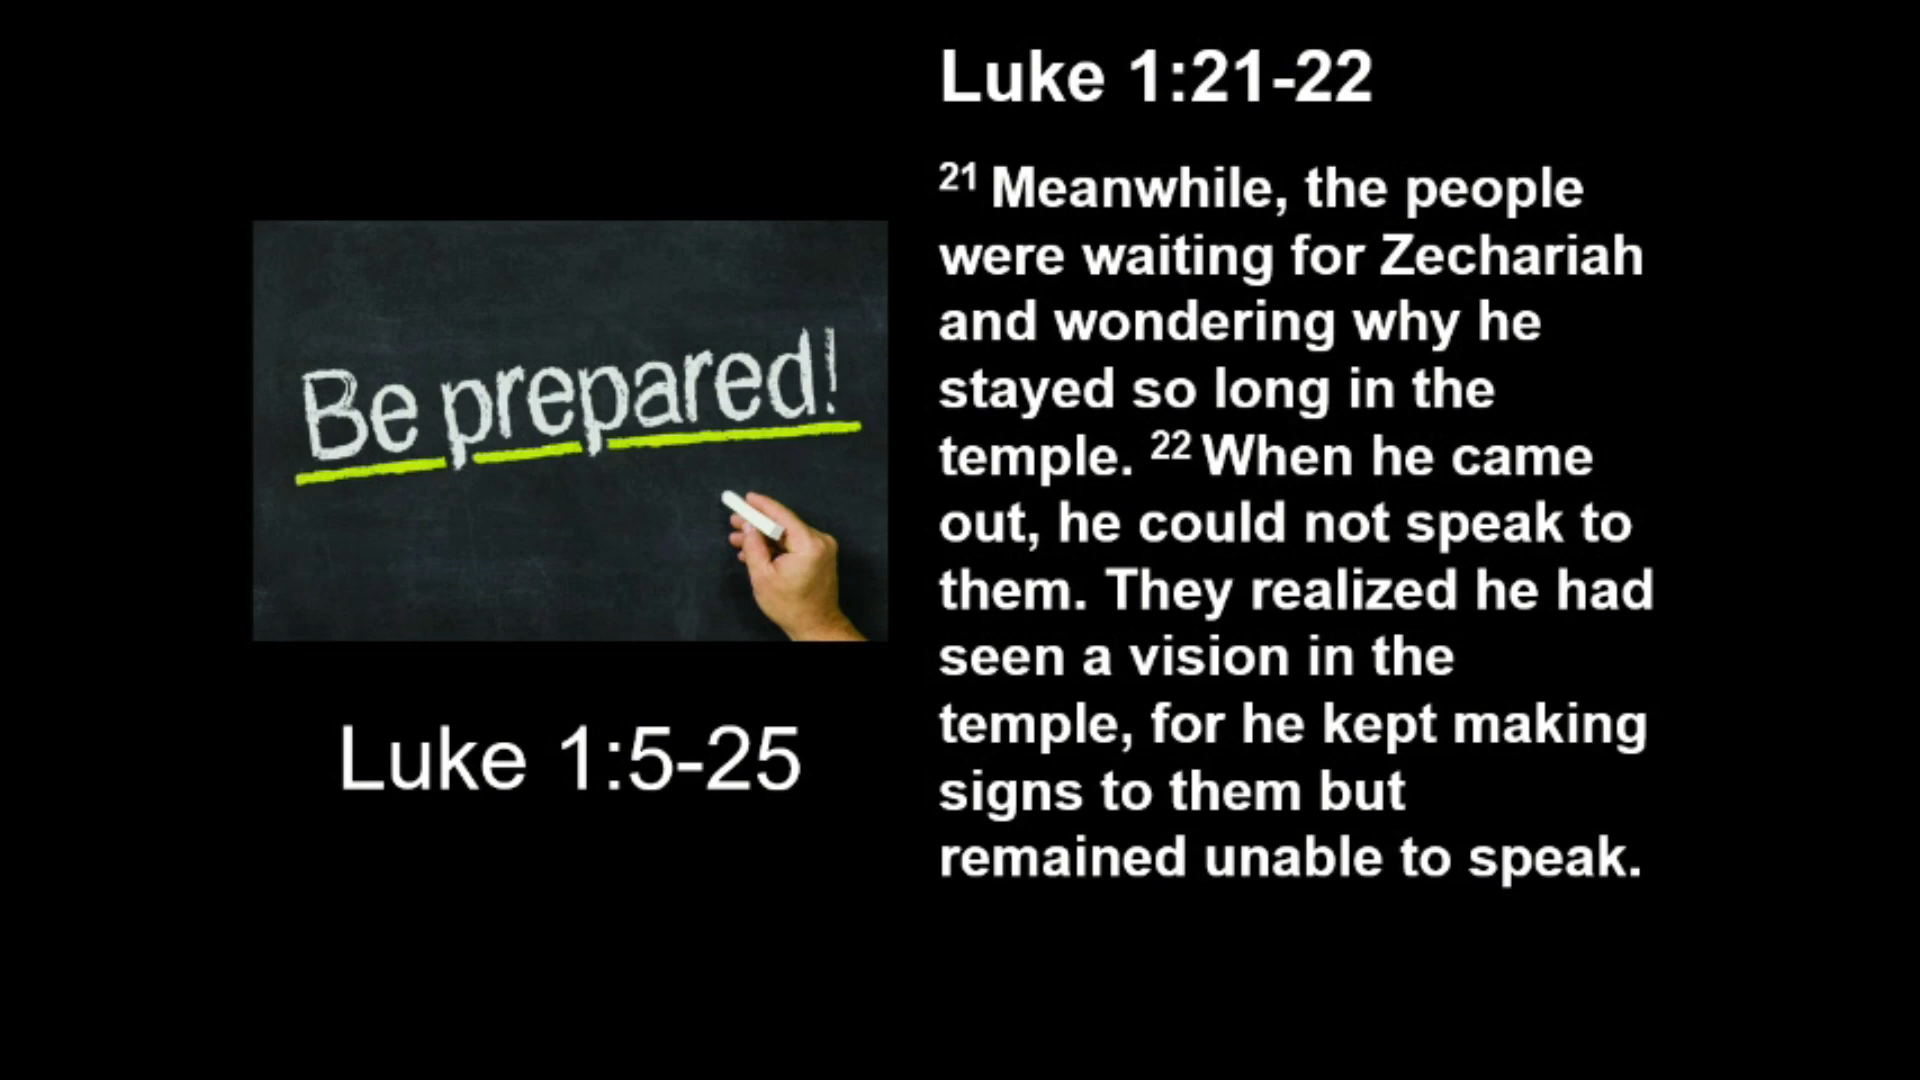 Be prepared!
Luke 1:5-25
Luke 1:21-22
21 Meanwhile, the people
were waiting for Zechariah
and wondering why he
stayed so long in the
temple. 22 When he came
out, he could not speak to
them. They realized he had
seen a vision in the
temple, for he kept making
signs to them but
remained unable to speak.